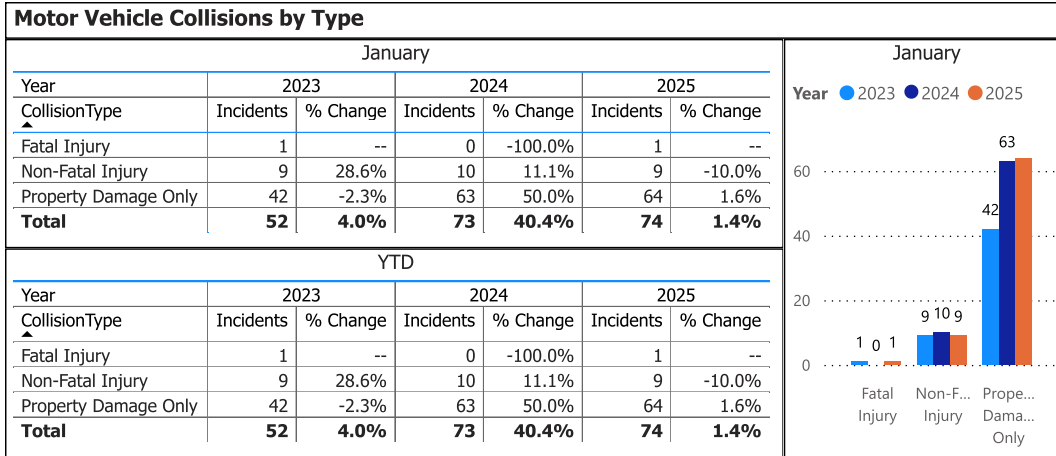 Motor Vehicle Collisions by Type
January
Year 2023 2024 2025
CollisionType Incidents % Change Incidents % Change Incidents % Change
Fatal Injury 1 -- 0 -100.0% 1 --
Non-Fatal Injury 9 28.6% 10 11.1% 9 -10.0%
Property Damage Only 42 -2.3% 63 50.0% 64 1.6%
Total 52 4.0% 73 40.4% 74 1.4%
YTD
Year 2023 2024 2025
CollisionType Incidents % Change Incidents % Change Incidents % Change
Fatal Injury 1 -- 0 -100.0% 1 --
Non-Fatal Injury 9 28.6% 10 11.1% 9 -10.0%
Property Damage Only 42 -2.3% 63 50.0% 64 1.6%
Total 52 4.0% 73 40.4% 74 1.4%
January
Year 2023 2024 2025
63
60
42
40
20
9 10 9
1 0 1
0
Fatal Non-F... Prope...
Injury Injury Dama...
Only